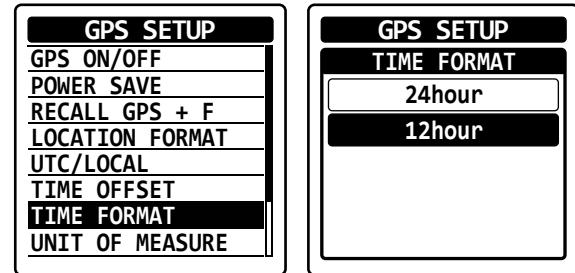 GPS SETUP
GPS ON/OFF
POWER SAVE
RECALL GPS + F
LOCATION FORMAT
UTC/LOCAL
TIME OFFSET
TIME FORMAT
UNIT OF MEASURE
GPS SETUP
TIME FORMAT
24hour
12hour